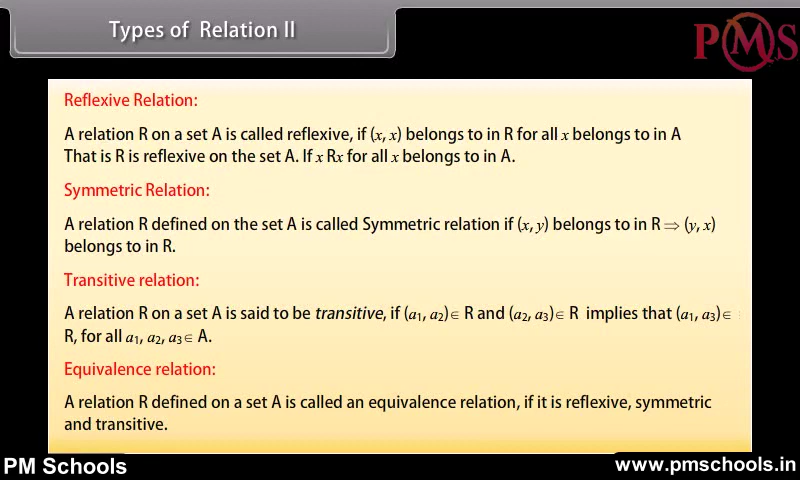 Types of Relation II
PMS
Reflexive Relation:
A relation R on a set A is called reflexive, if (x, x) belongs to in R for all x belongs to in A
That is R is reflexive on the set A. If x Rx for all x belongs to in A.
Symmetric Relation:
A relation R defined on the set A is called Symmetric relation if (x, y) belongs to in R ⇒ (y, x)
belongs to in R.
Transitive relation:
A relation R on a set A is said to be transitive, if (a₁, a₂)∈ R and (a₂, a₃)∈ R implies that (a₁, a₃)∈
R, for all a₁, a₂, a₃∈ A.
Equivalence relation:
A relation R defined on a set A is called an equivalence relation, if it is reflexive, symmetric
and transitive.
PM Schools
www.pmschools.in